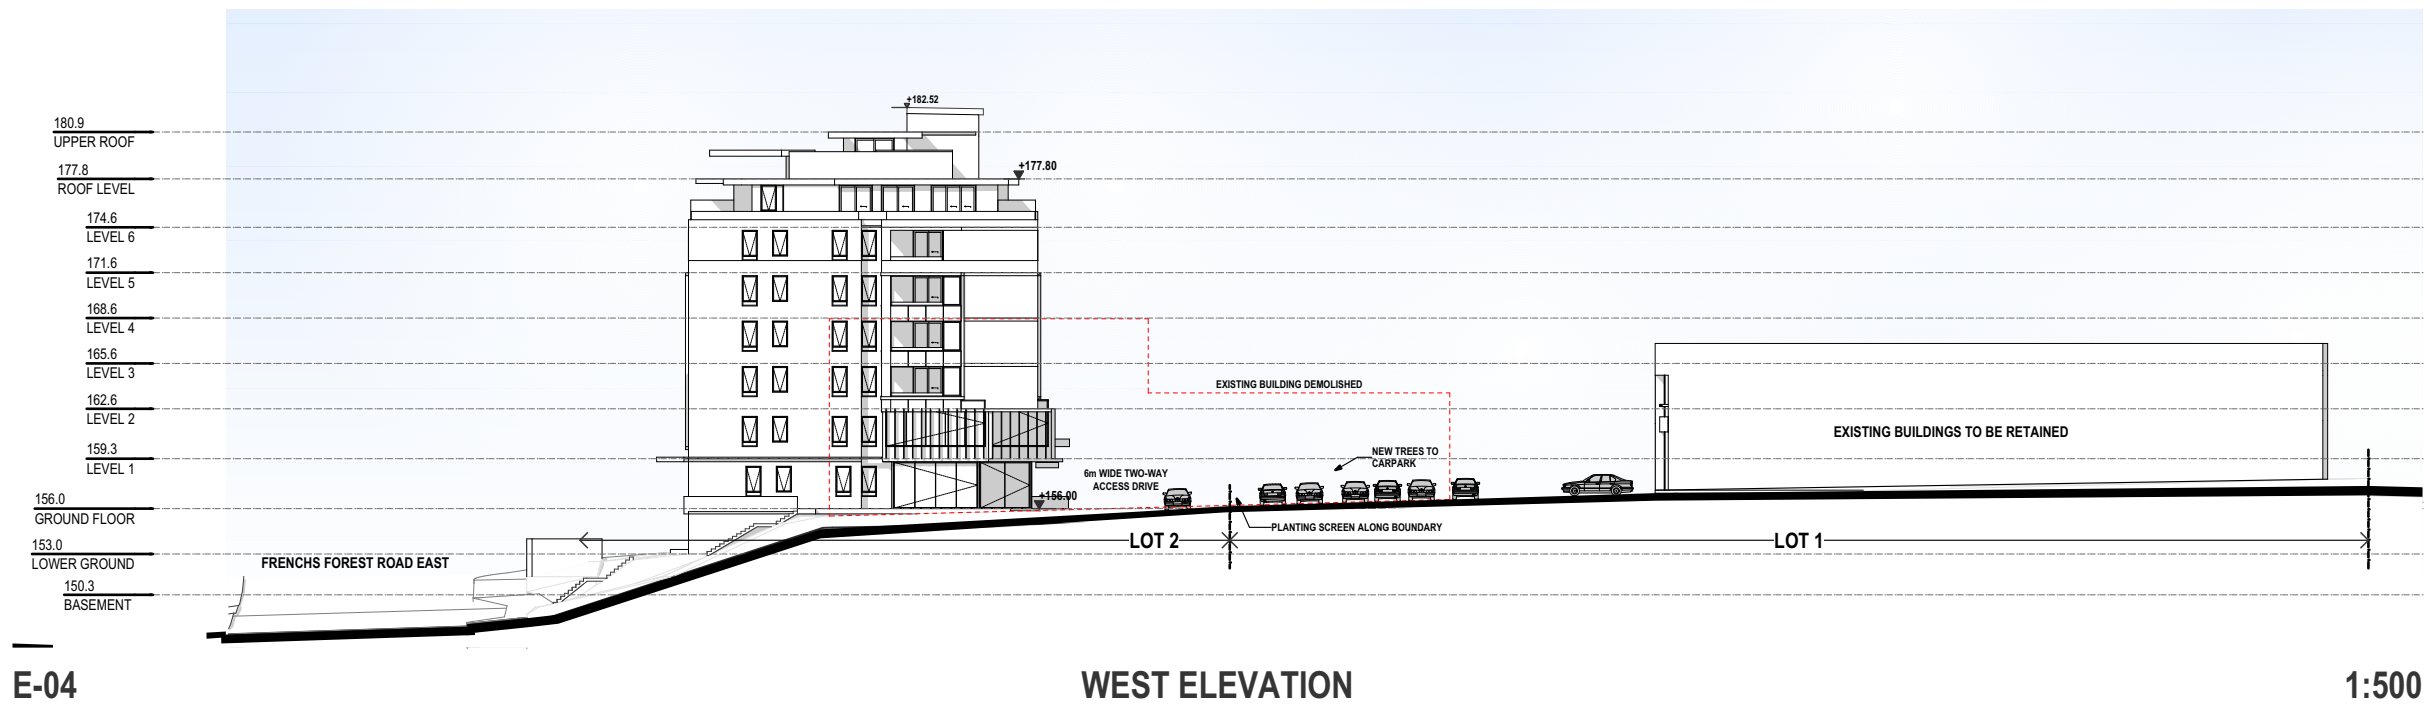 +182.52
180.9
UPPER ROOF
177.8
ROOF LEVEL
+177.80
174.6
LEVEL 6
171.6
LEVEL 5
168.6
LEVEL 4
165.6
LEVEL 3
EXISTING BUILDING DEMOLISHED
162.6
LEVEL 2
EXISTING BUILDINGS TO BE RETAINED
159.3
LEVEL 1
NEW TREES TO
CARPARK
6m WIDE TWO-WAY
ACCESS DRIVE
156.0
GROUND FLOOR
+156.00
PLANTING SCREEN ALONG BOUNDARY
LOT 2
LOT 1
153.0
LOWER GROUND
FRENCHS FOREST ROAD EAST
150.3
BASEMENT
E-04
WEST ELEVATION
1:500